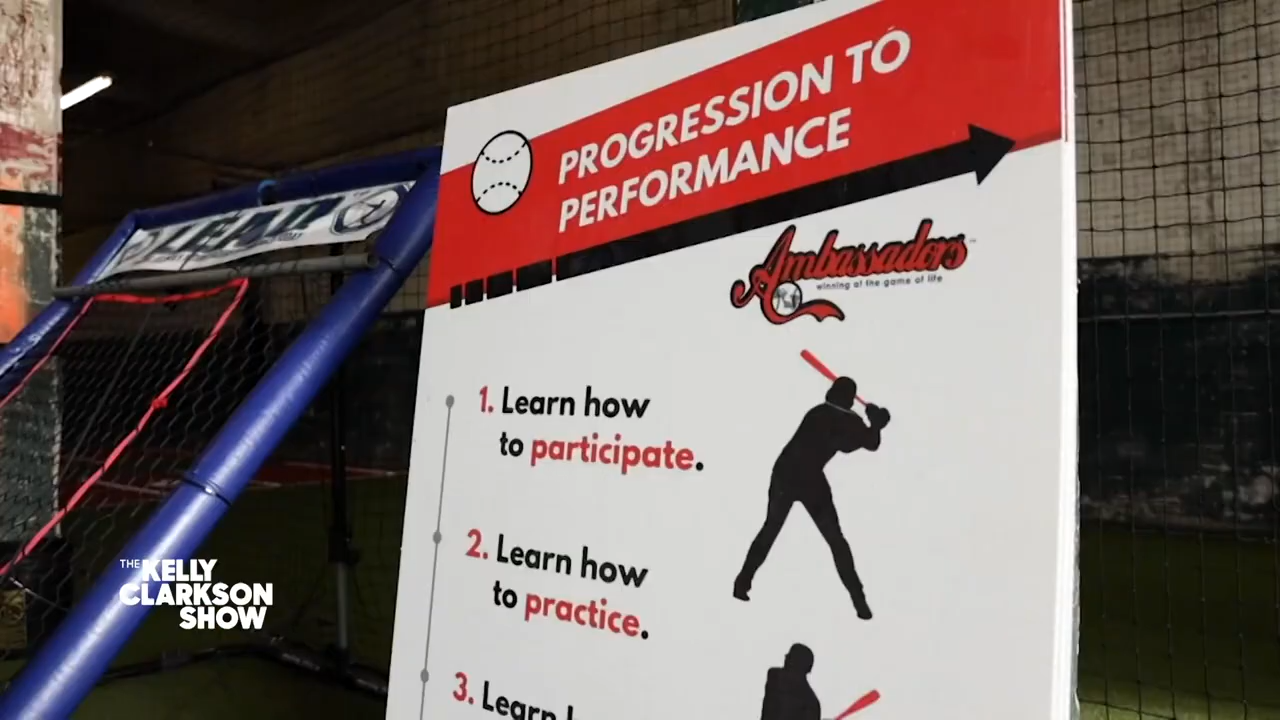 PROGRESSION TO
PERFORMANCE
Ambassadors
winning at the game of life
1. Learn how
to participate.
2. Learn how
to practice.
3. Learn
LEAD
THE KELLY
CLARKSON
SHOW